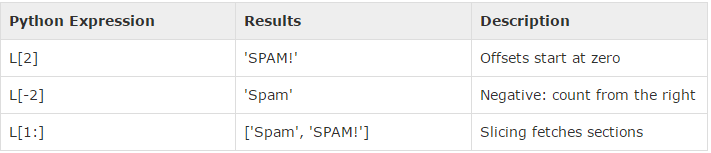 Python Expression Results Description
L[2] 'SPAM!' Offsets start at zero
L[-2] 'Spam' Negative: count from the right
L[1:] ['Spam', 'SPAM!'] Slicing fetches sections